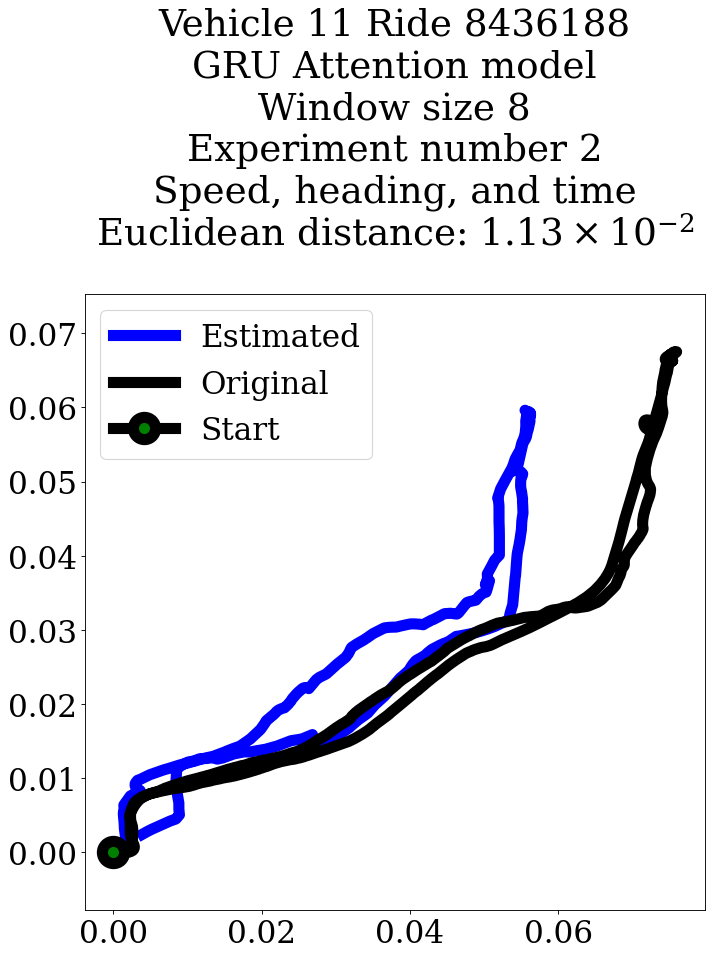 Vehicle 11 Ride 8436188
GRU Attention model
Window size 8
Experiment number 2
Speed, heading, and time
Euclidean distance: 1.13 × 10⁻²
Estimated
Original
Start
0.07
0.06
0.05
0.04
0.03
0.02
0.01
0.00
0.00 0.02 0.04 0.06